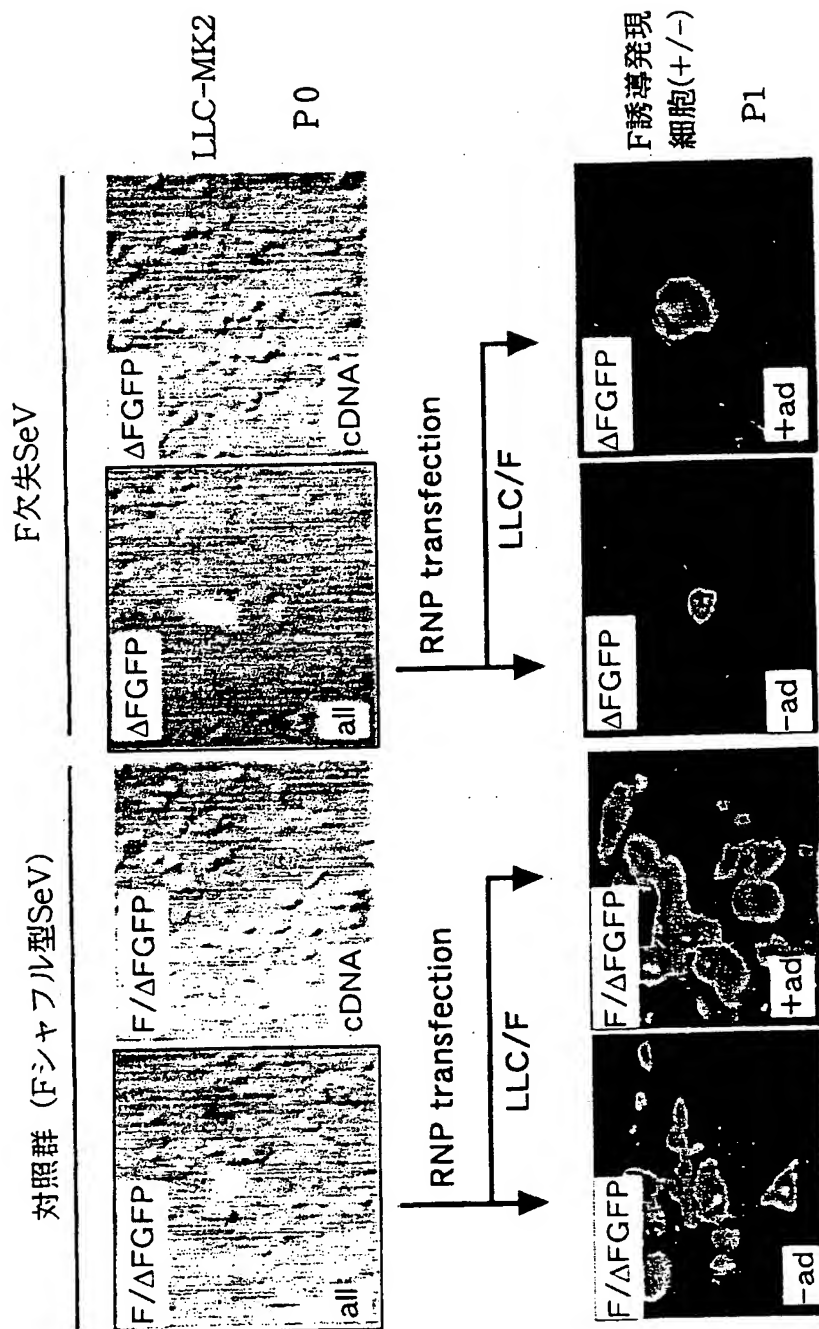 対照群 (Fシャフル型SeV)
F欠失SeV
F/ΔFGFP
all
F/ΔFGFP
cDNA
ΔFGFP
all
ΔFGFP
cDNA
LLC-MK2
P0
RNP transfection
LLC/F
RNP transfection
LLC/F
F/ΔFGFP
-ad
F/ΔFGFP
+ad
ΔFGFP
-ad
ΔFGFP
+ad
F誘導発現
細胞(+/-)
P1